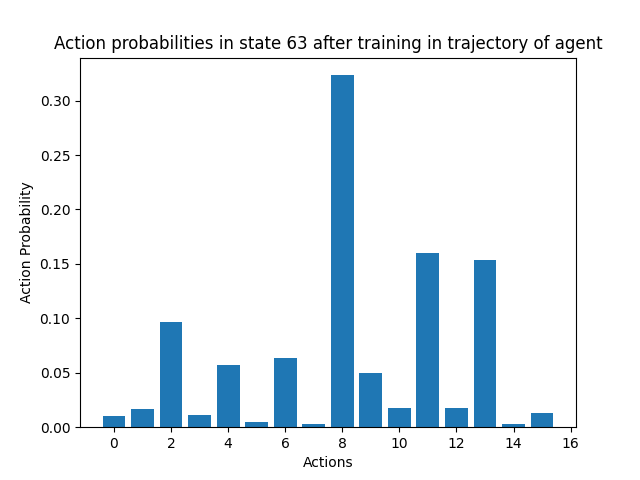 Action probabilities in state 63 after training in trajectory of agent
0.30
0.25
0.20
0.15
0.10
0.05
0.00
Action Probability
0 2 4 6 8 10 12 14 16
Actions